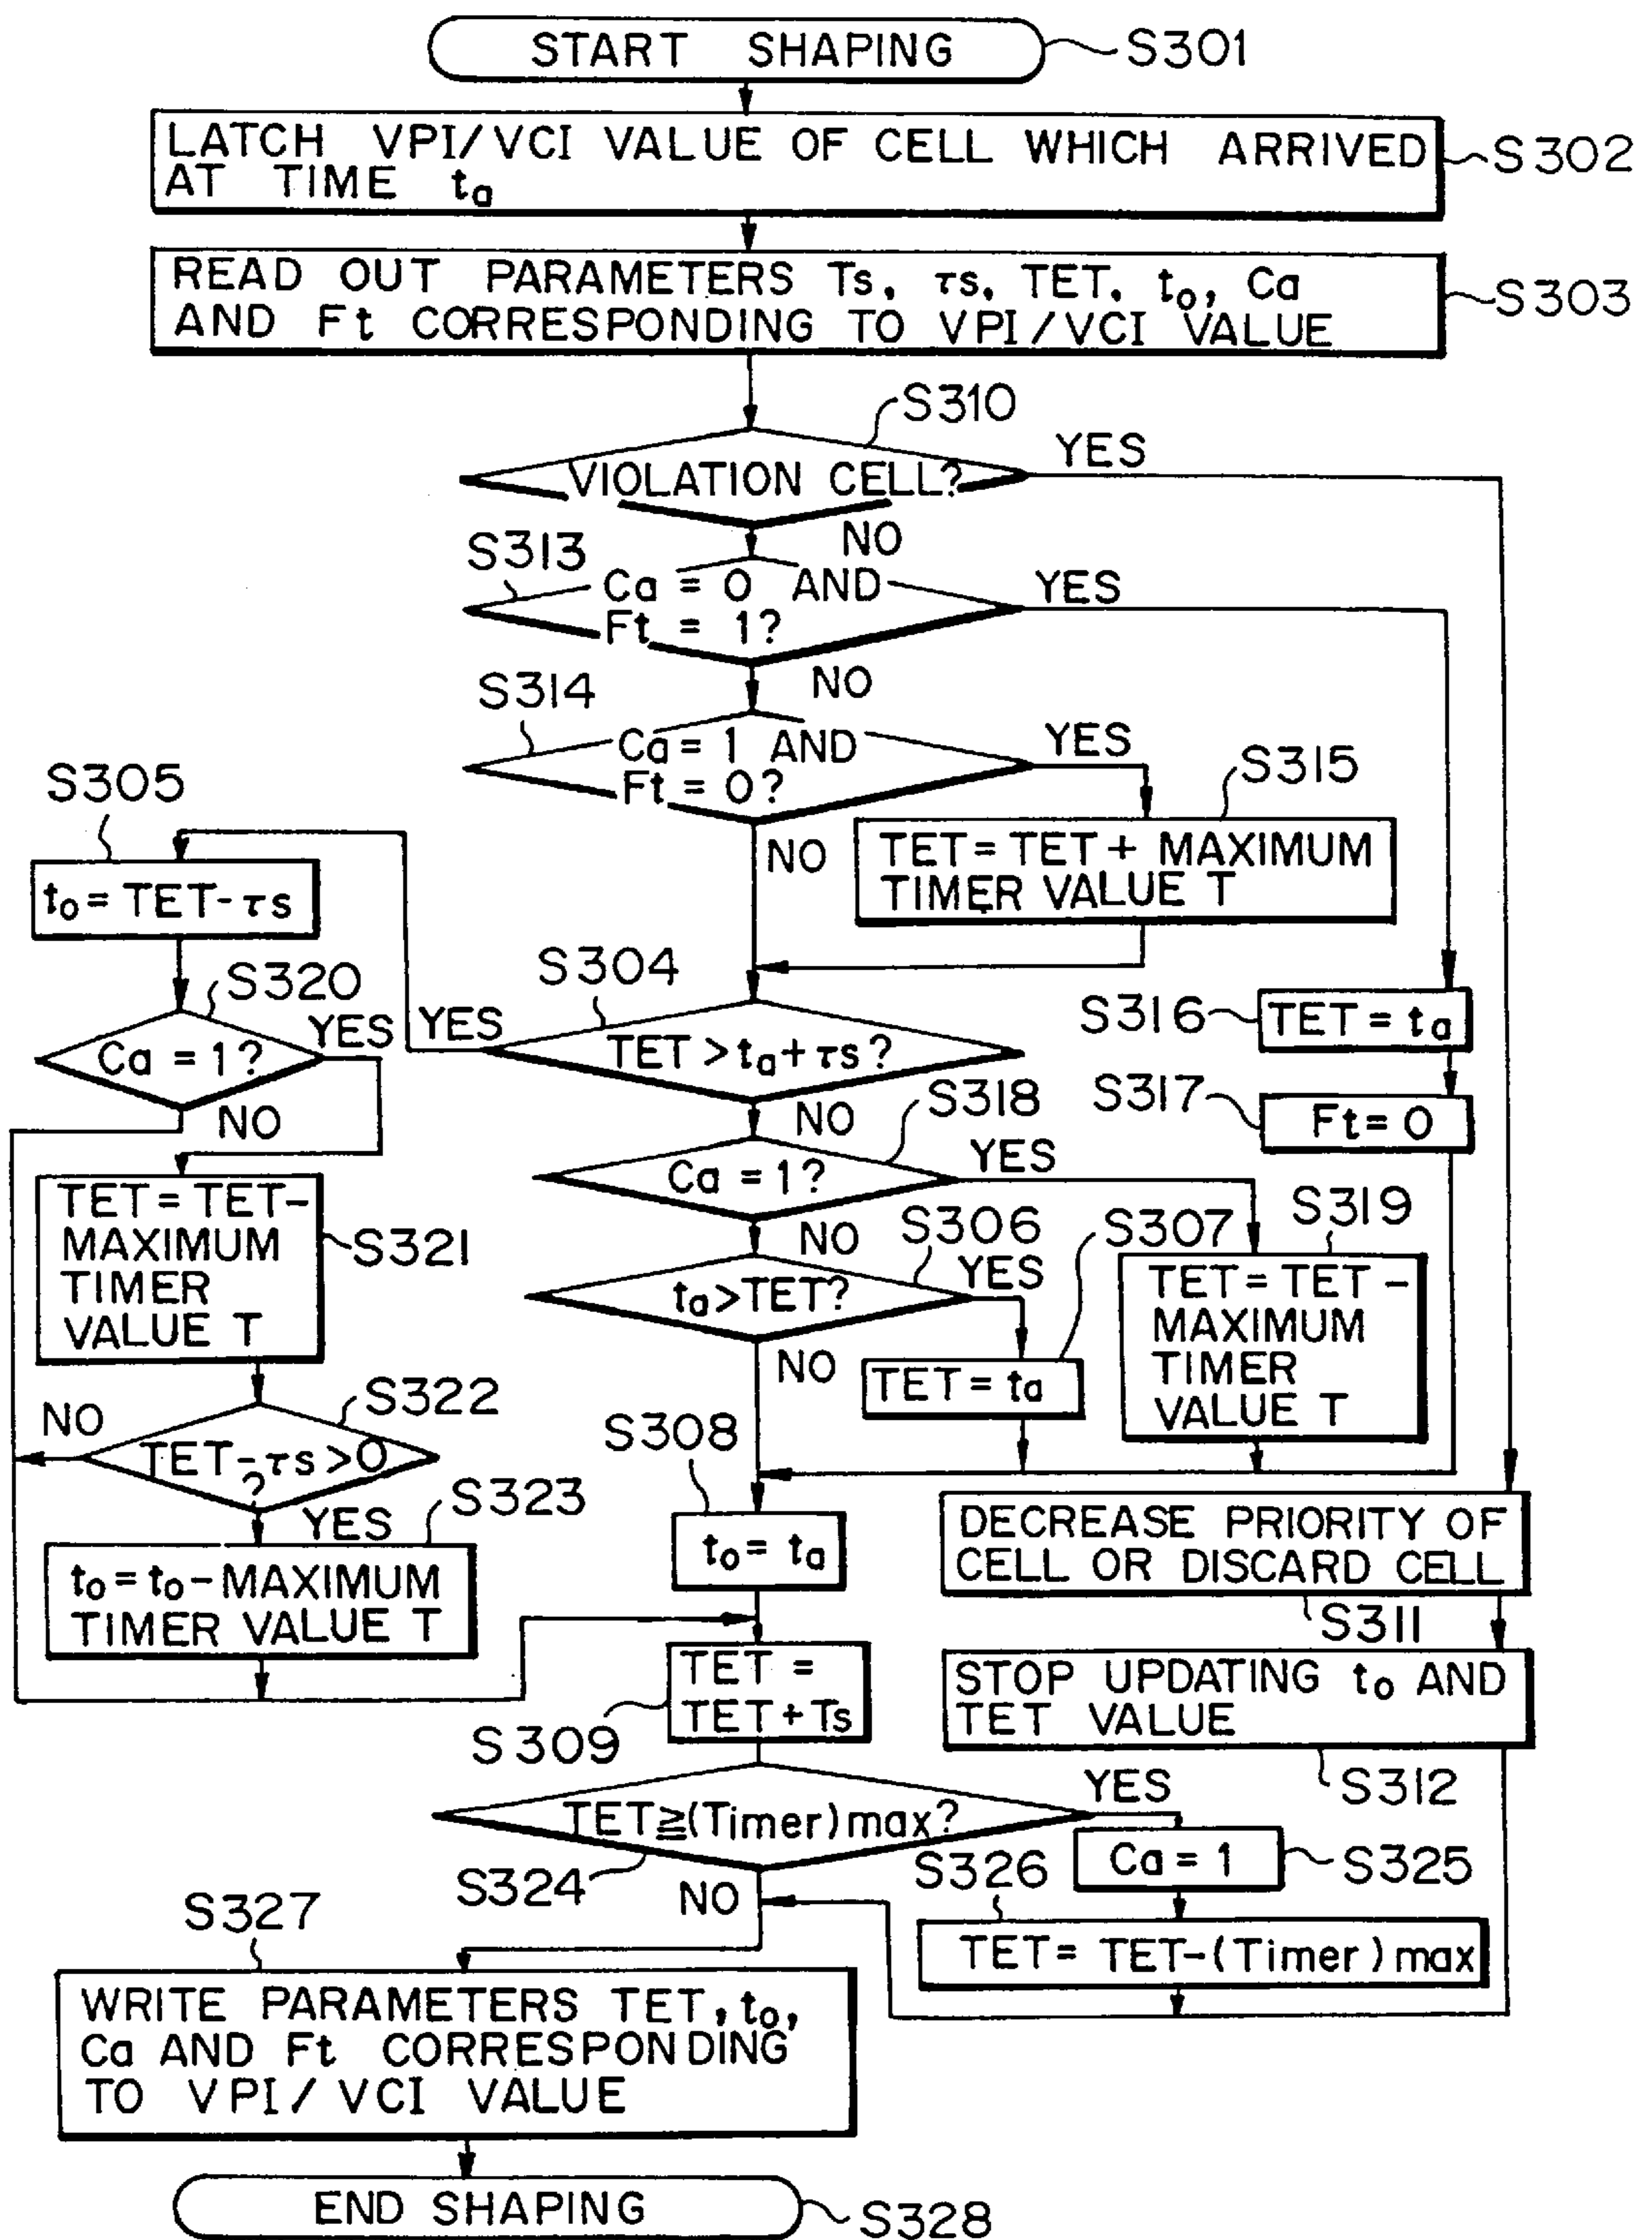 START SHAPING
S301
LATCH VPI/VCI VALUE OF CELL WHICH ARRIVED
AT TIME ta
S302
READ OUT PARAMETERS Ts, τs, TET, to, Ca
AND Ft CORRESPONDING TO VPI/VCI VALUE
S303
S310
VIOLATION CELL?
YES
NO
S313
Ca = 0 AND
Ft = 1?
YES
NO
S314
Ca = 1 AND
Ft = 0?
YES
NO
S315
TET = TET + MAXIMUM
TIMER VALUE T
S305
to = TET - τs
S320
Ca = 1?
YES
NO
S304
TET > ta + τs?
YES
NO
S316
TET = ta
S317
Ft = 0
S318
Ca = 1?
YES
NO
S321
TET = TET -
MAXIMUM
TIMER
VALUE T
S306
ta > TET?
YES
NO
S307
TET = ta
S319
TET = TET -
MAXIMUM
TIMER
VALUE T
S322
TET - τs > 0
?
NO
YES
S323
to = to - MAXIMUM
TIMER VALUE T
S308
to = ta
DECREASE PRIORITY OF
CELL OR DISCARD CELL
S311
TET =
TET + Ts
S309
STOP UPDATING to AND
TET VALUE
S312
TET ≧ (Timer) max?
YES
S324
NO
Ca = 1
S325
S326
TET = TET - (Timer) max
S327
WRITE PARAMETERS TET, to,
Ca AND Ft CORRESPONDING
TO VPI/VCI VALUE
END SHAPING
S328